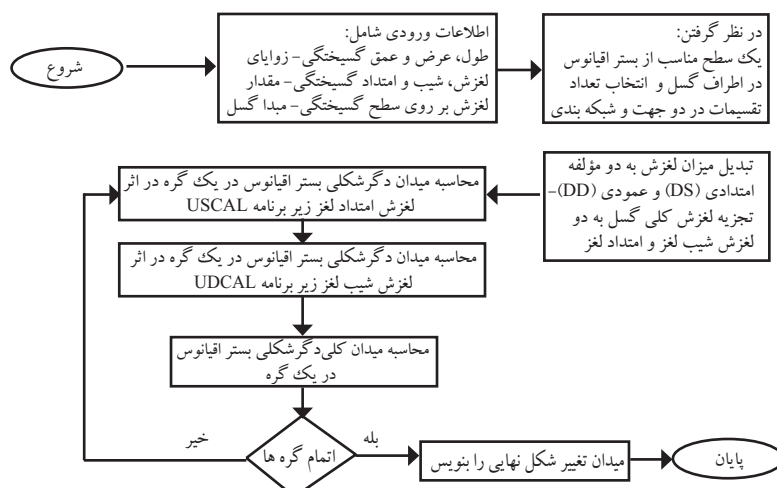 شروع
اطلاعات ورودی شامل:
طول، عرض و عمق گسیختگی- زوایای
لغزش، شیب و امتداد گسیختگی- مقدار
لغزش بر روی سطح گسیختگی- مبدا گسل
در نظر گرفتن:
یک سطح مناسب از بستر اقیانوس
در اطراف گسل و انتخاب تعداد
تقسیمات در دو جهت و شبکه بندی
تبدیل میزان لغزش به دو مؤلفه
امتدادی (DS) و عمودی (DD)-
تجزیه لغزش کلی گسل به دو
لغزش شیب لغز و امتداد لغز
محاسبه میدان دگرشکلی بستر اقیانوس در یک گره در اثر
لغزش امتداد لغز زیر برنامه USCAL
محاسبه میدان دگرشکلی بستر اقیانوس در یک گره در اثر
لغزش شیب لغز زیر برنامه UDCAL
محاسبه میدان کلی‌دگرشکلی بستر اقیانوس
در یک گره
اتمام گره ها
خیر
بله
میدان تغییر شکل نهایی را بنویس
پایان